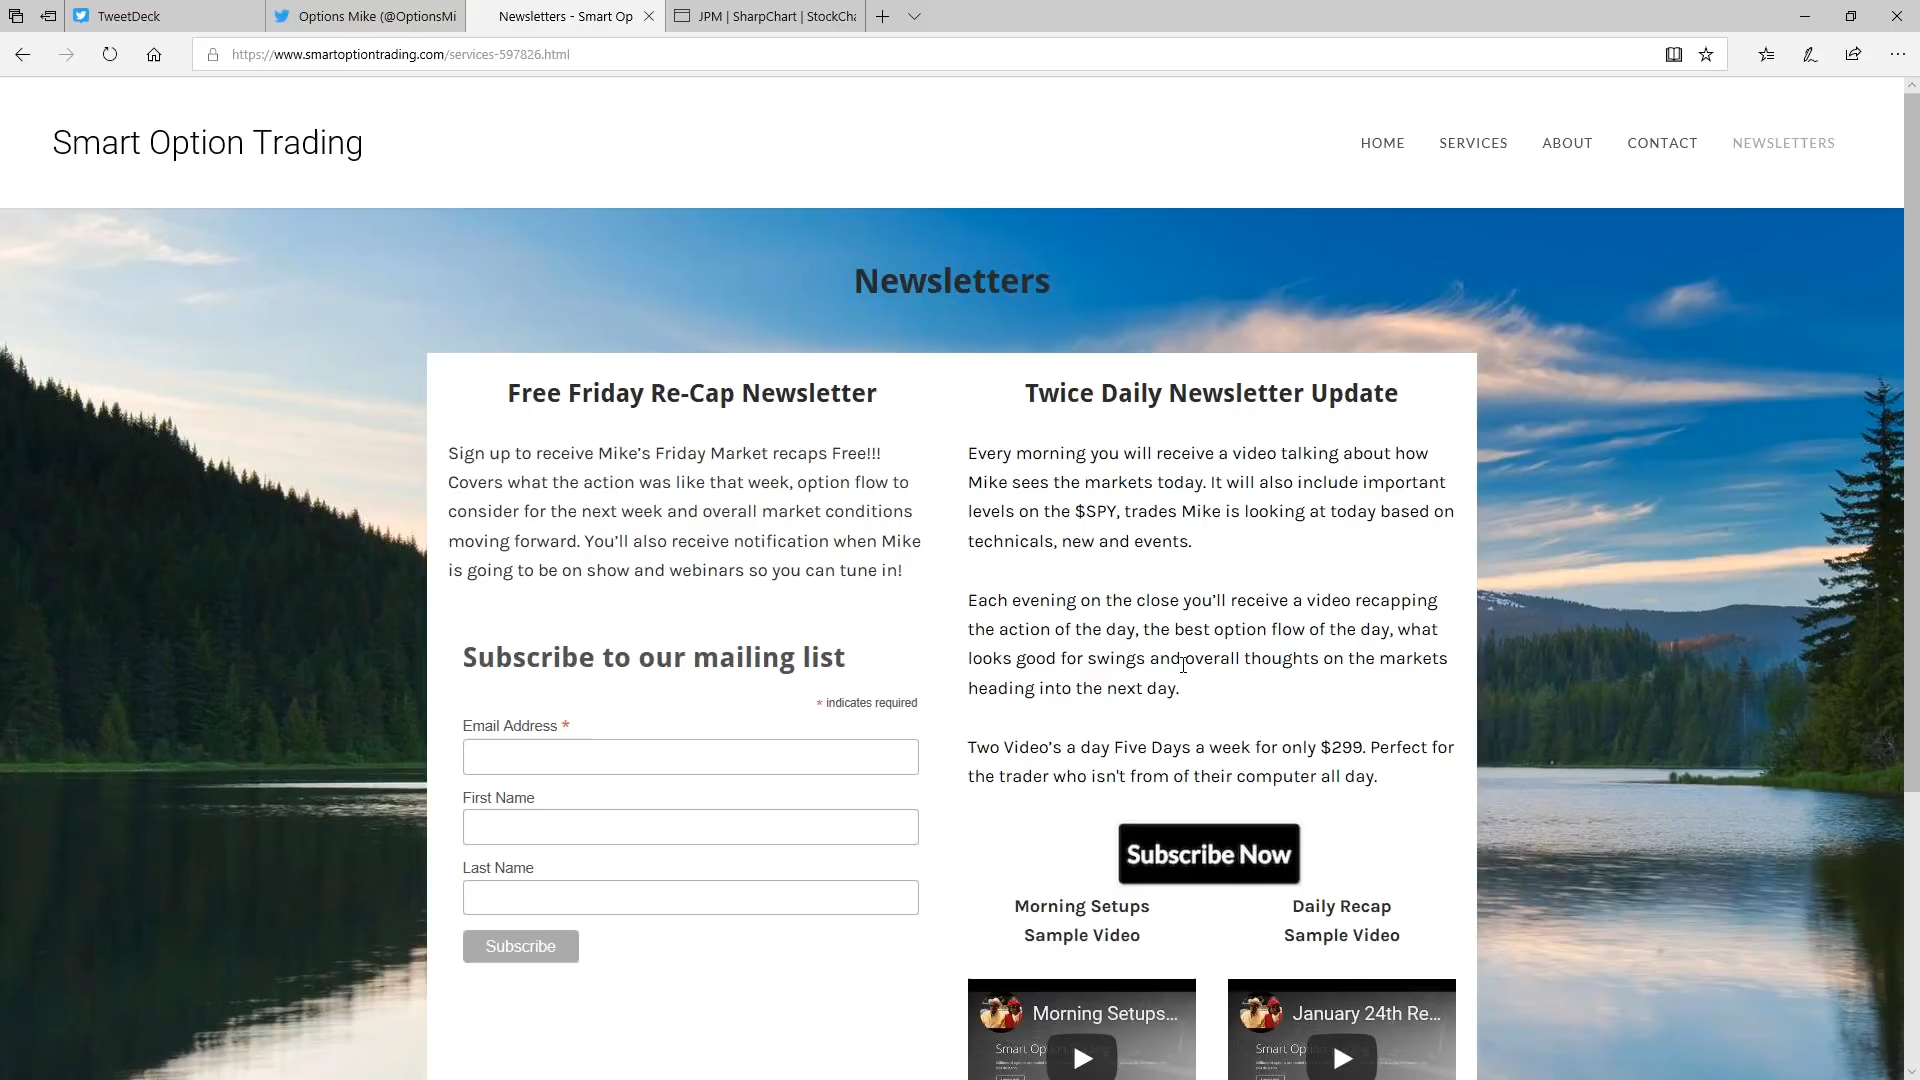 TweetDeck
Options Mike (@OptionsMi
Newsletters - Smart Op
JPM | SharpChart | StockCha
https://www.smartoptiontrading.com/services-597826.html
Smart Option Trading
HOME
SERVICES
ABOUT
CONTACT
NEWSLETTERS
Newsletters
Free Friday Re-Cap Newsletter
Sign up to receive Mike’s Friday Market recaps Free!!!
Covers what the action was like that week, option flow to
consider for the next week and overall market conditions
moving forward. You’ll also receive notification when Mike
is going to be on show and webinars so you can tune in!
Subscribe to our mailing list
* indicates required
Email Address *
First Name
Last Name
Subscribe
Twice Daily Newsletter Update
Every morning you will receive a video talking about how
Mike sees the markets today. It will also include important
levels on the $SPY, trades Mike is looking at today based on
technicals, new and events.
Each evening on the close you’ll receive a video recapping
the action of the day, the best option flow of the day, what
looks good for swings and overall thoughts on the markets
heading into the next day.
Two Video’s a day Five Days a week for only $299. Perfect for
the trader who isn't from of their computer all day.
Subscribe Now
Morning Setups
Sample Video
Daily Recap
Sample Video
Morning Setups...
January 24th Re...